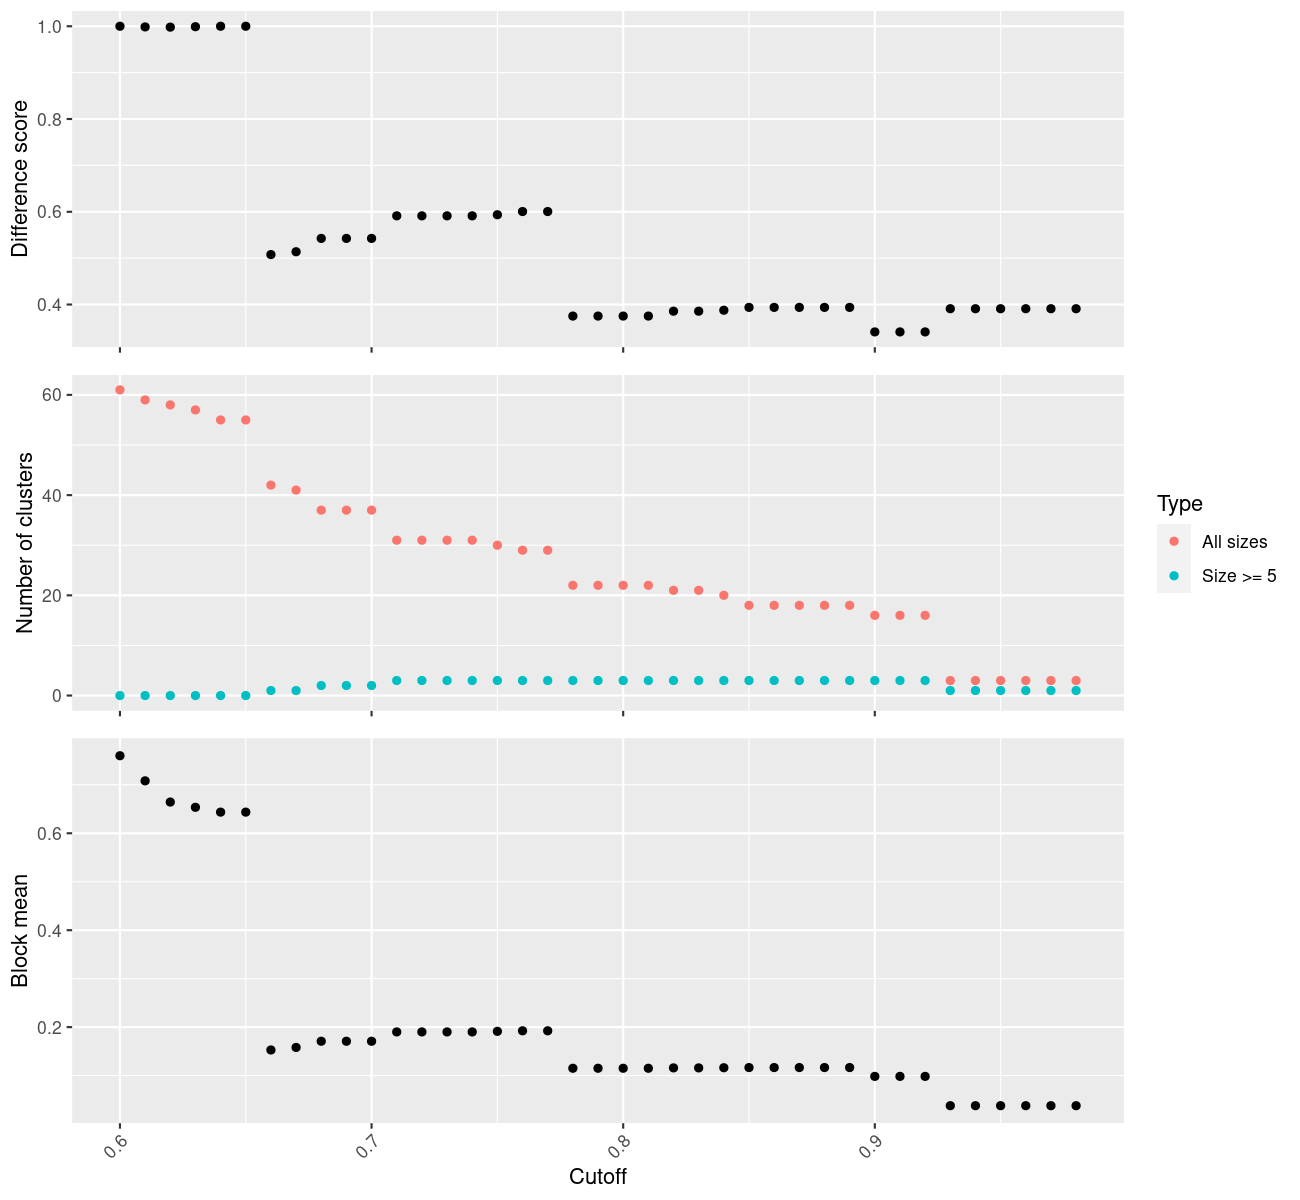 Difference score
1.0
0.8
0.6
0.4
Number of clusters
60
40
20
0
Type
All sizes
Size >= 5
Block mean
0.6
0.4
0.2
0.6
0.7
0.8
0.9
Cutoff